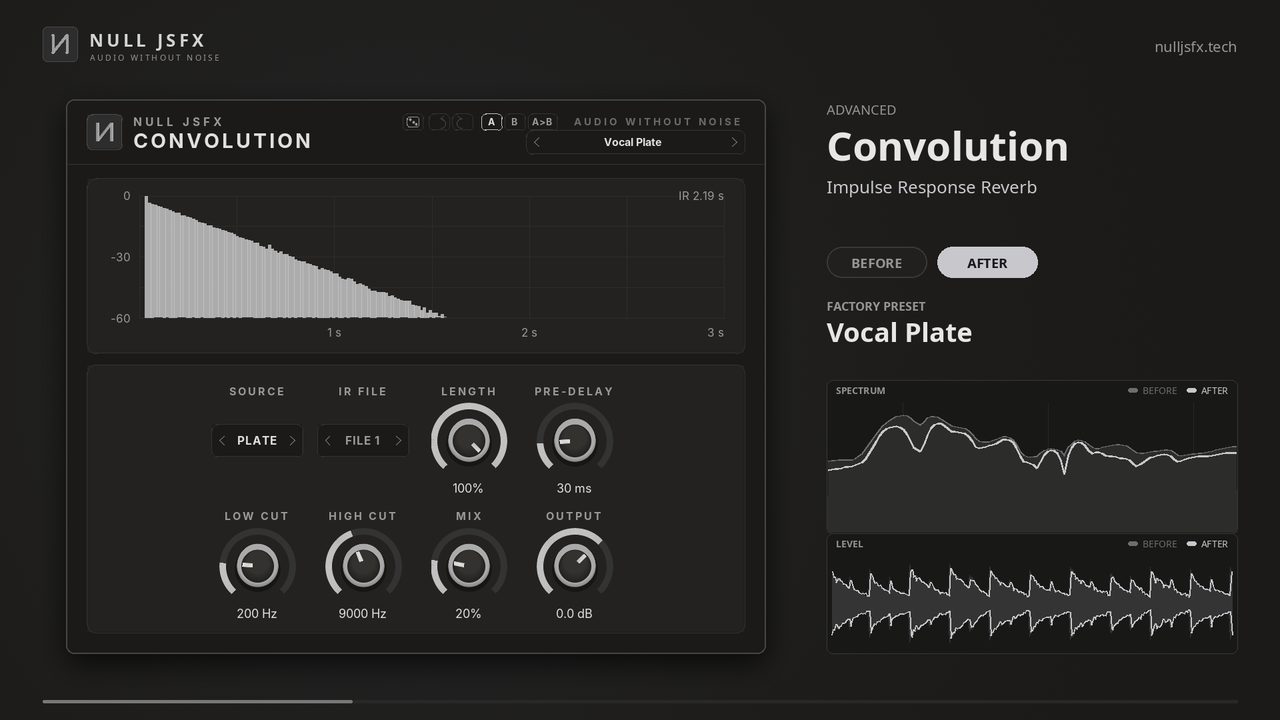 NULL JSFX
AUDIO WITHOUT NOISE
nulljsfx.tech
NULL JSFX
CONVOLUTION
A B A>B AUDIO WITHOUT NOISE
Vocal Plate
0
-30
-60
IR 2.19 s
1 s 2 s 3 s
SOURCE IR FILE LENGTH PRE-DELAY
PLATE FILE 1
100% 30 ms
LOW CUT HIGH CUT MIX OUTPUT
200 Hz 9000 Hz 20% 0.0 dB
ADVANCED
Convolution
Impulse Response Reverb
BEFORE AFTER
FACTORY PRESET
Vocal Plate
SPECTRUM BEFORE AFTER
LEVEL BEFORE AFTER